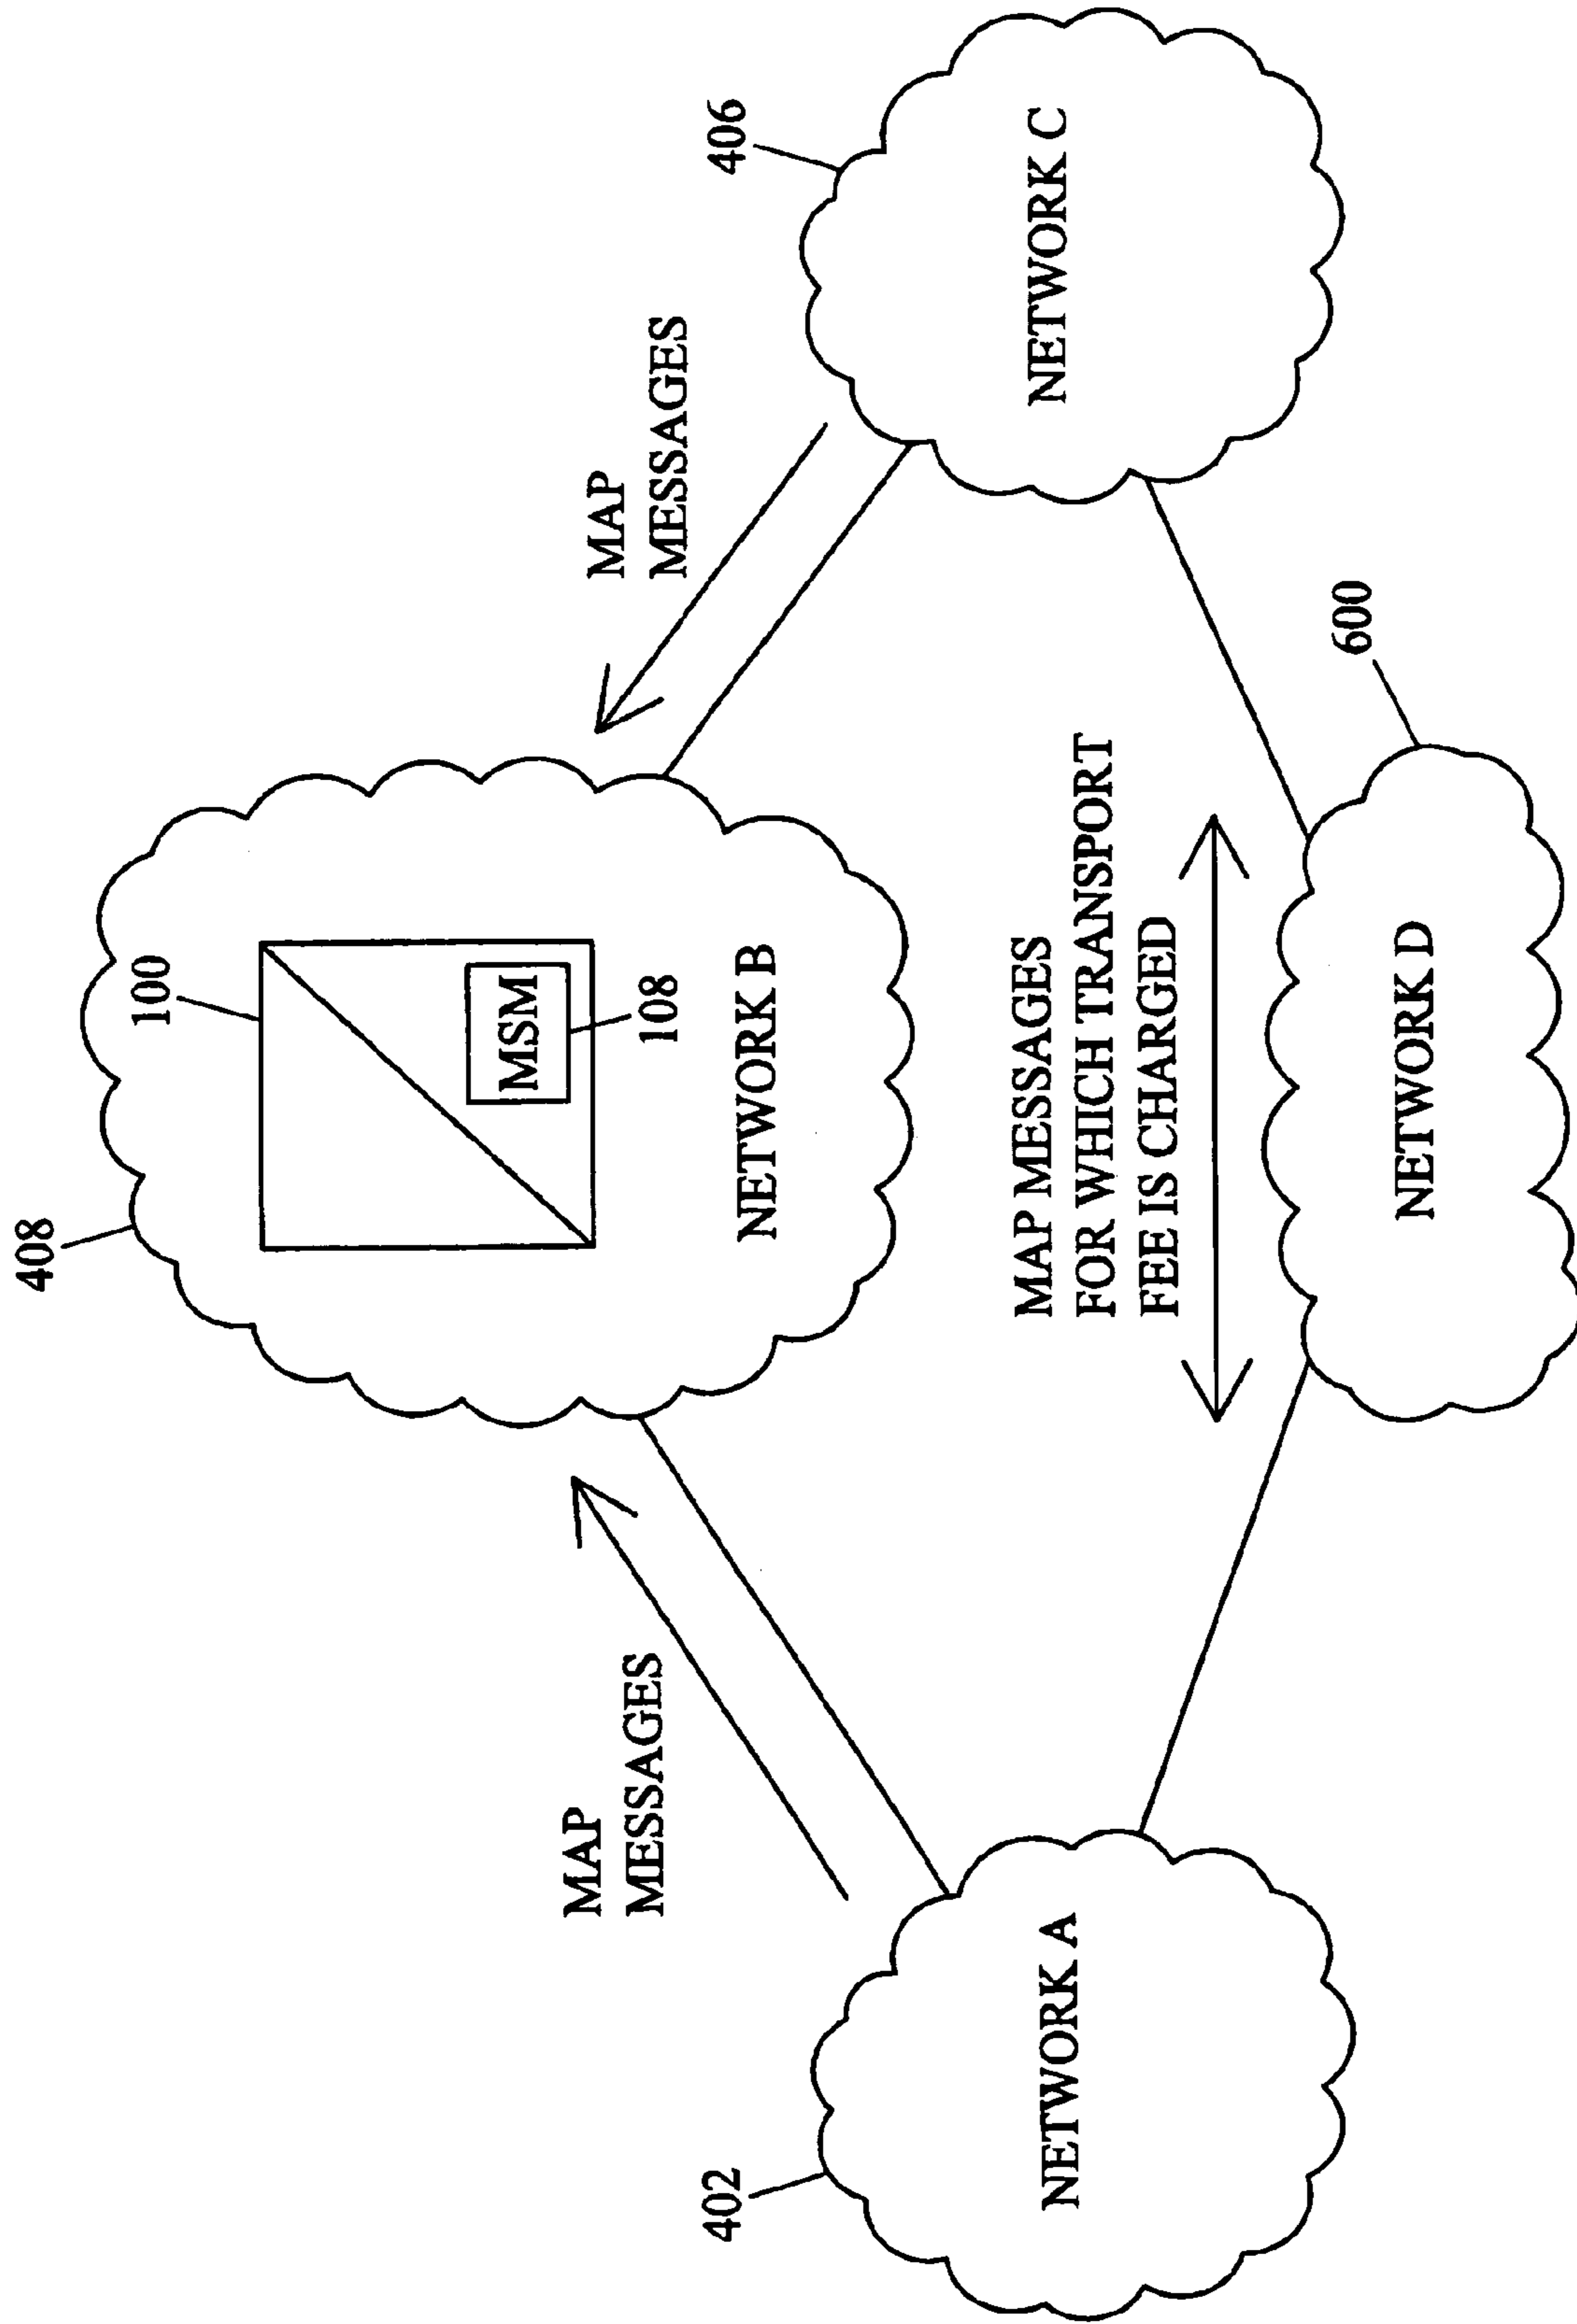 408
100
MSM
108
NETWORK B
MAP
MESSAGES
MAP
MESSAGES
406
402
NETWORK A
NETWORK C
MAP MESSAGES
FOR WHICH TRANSPORT
FEE IS CHARGED
600
NETWORK D